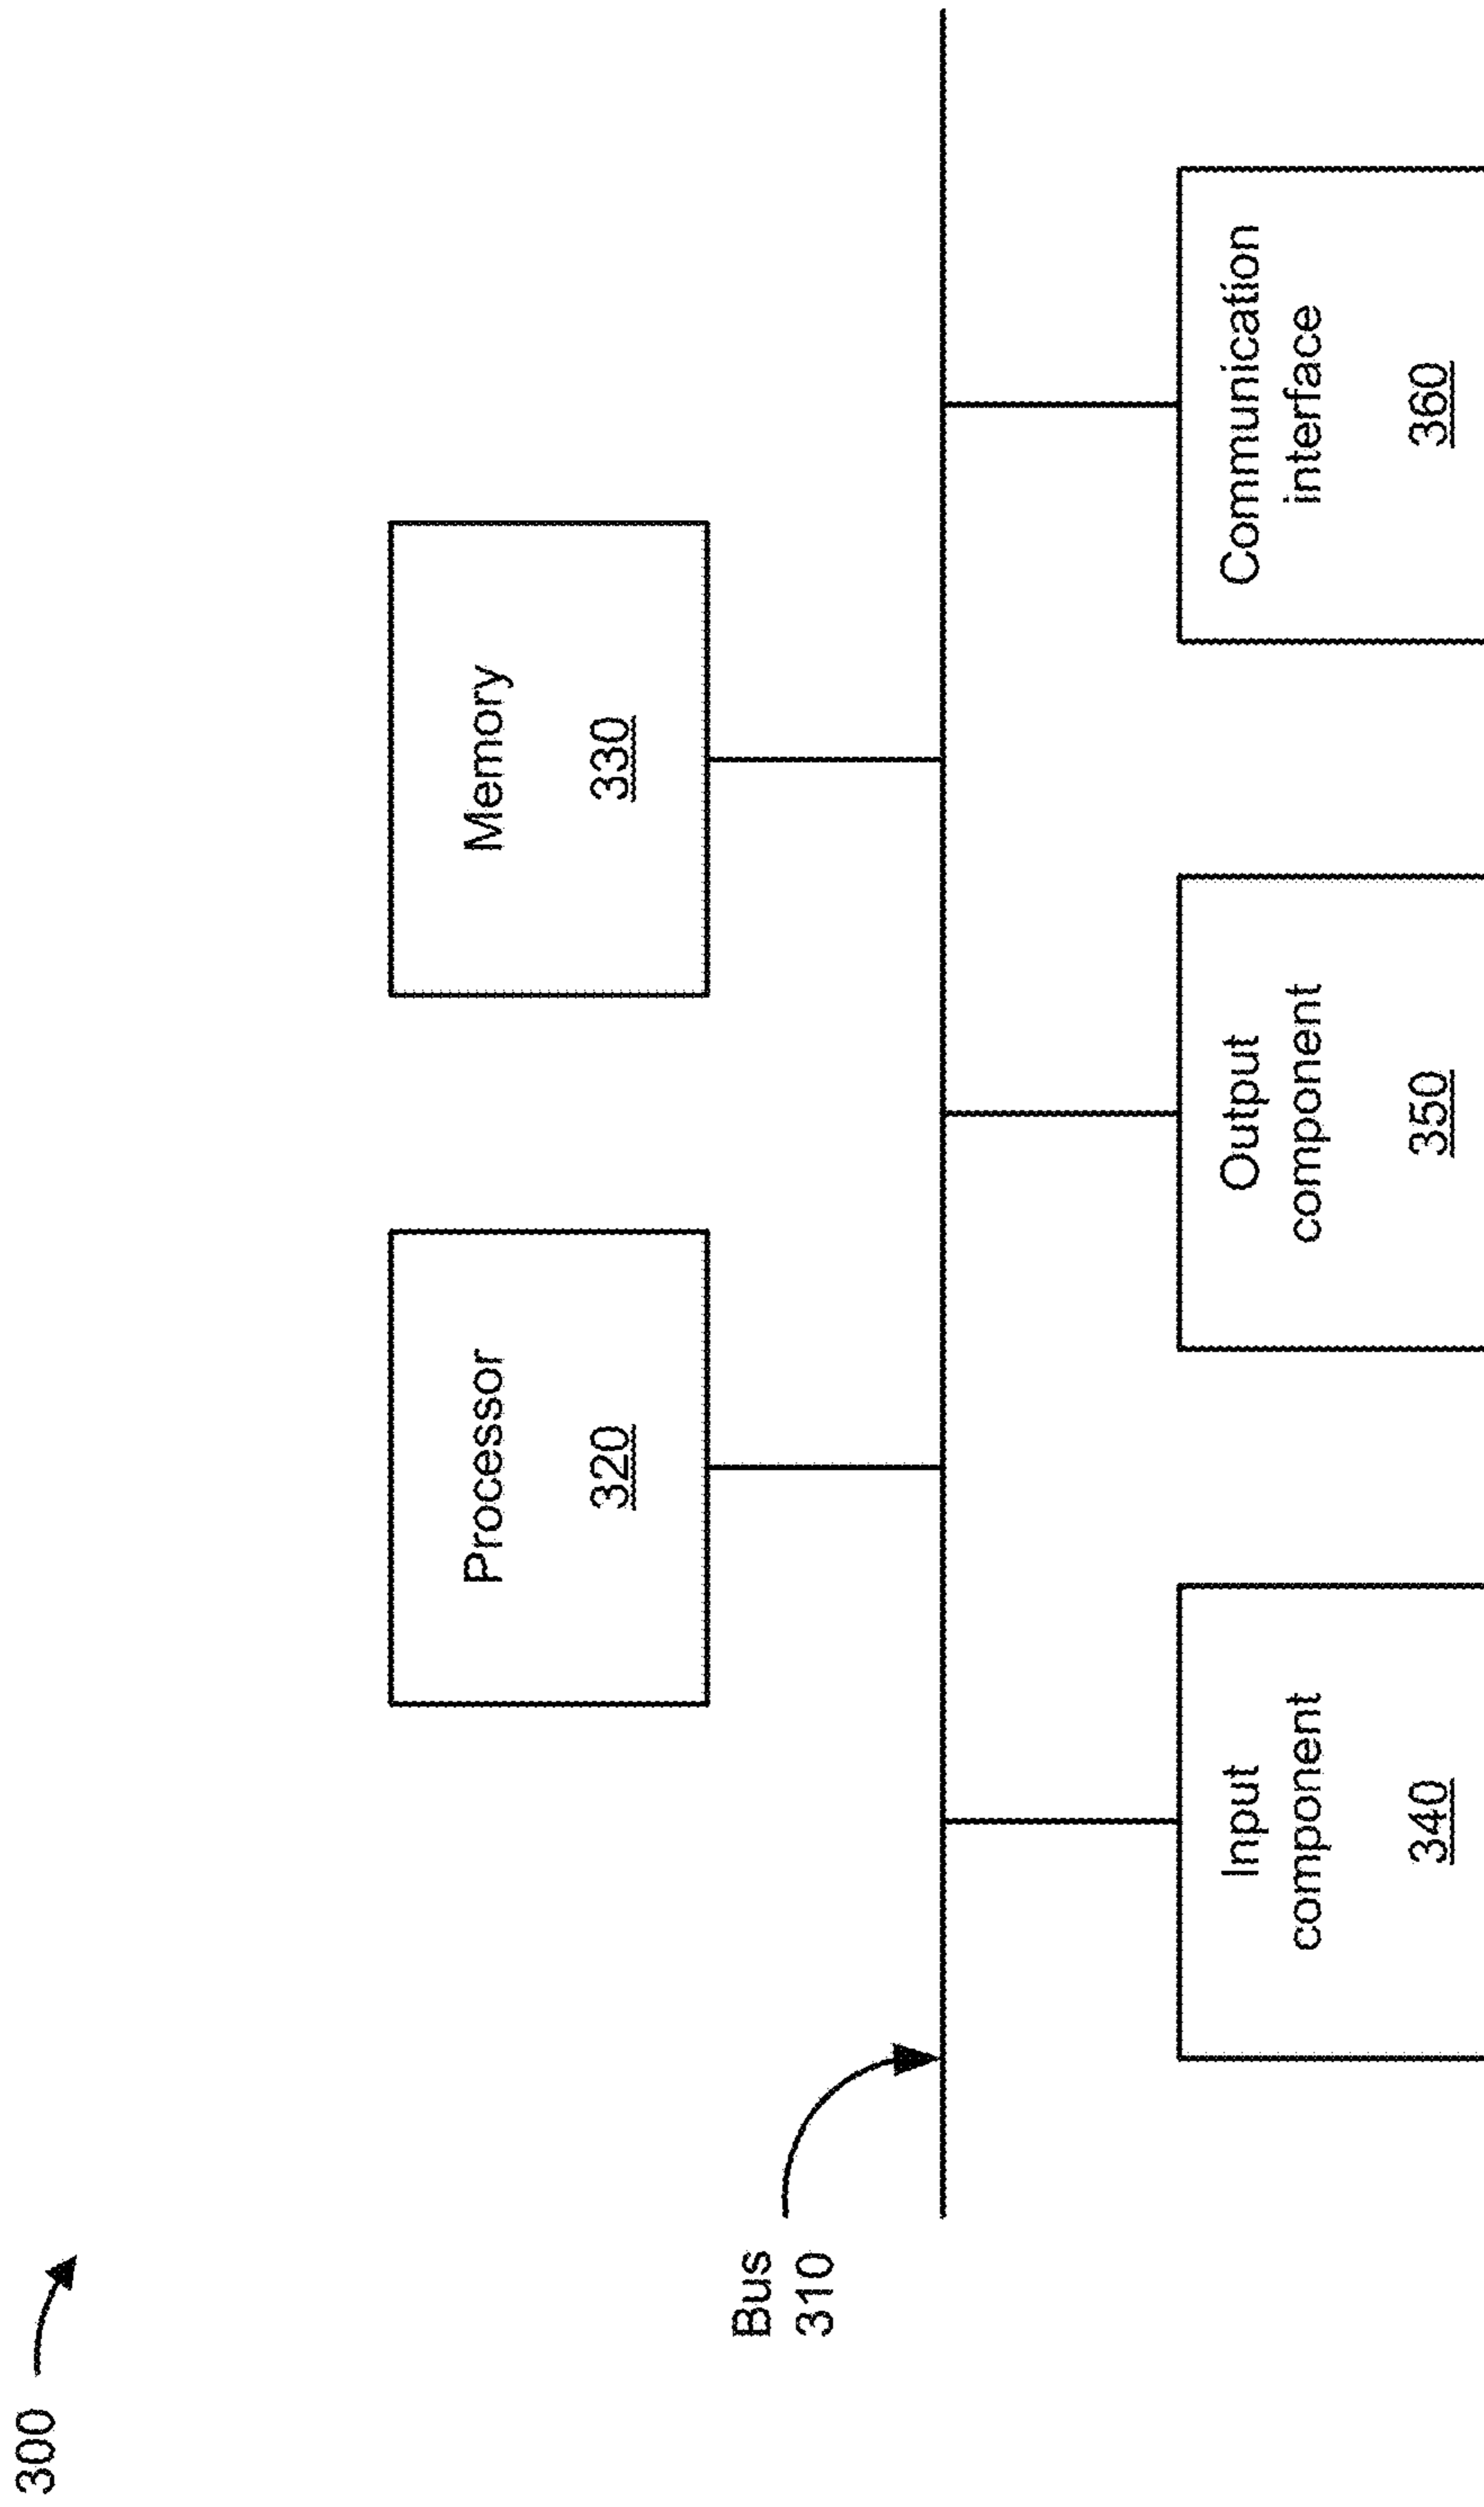 300
Processor
320
Memory
330
Bus
310
Input
component
340
Output
component
350
Communication
interface
360